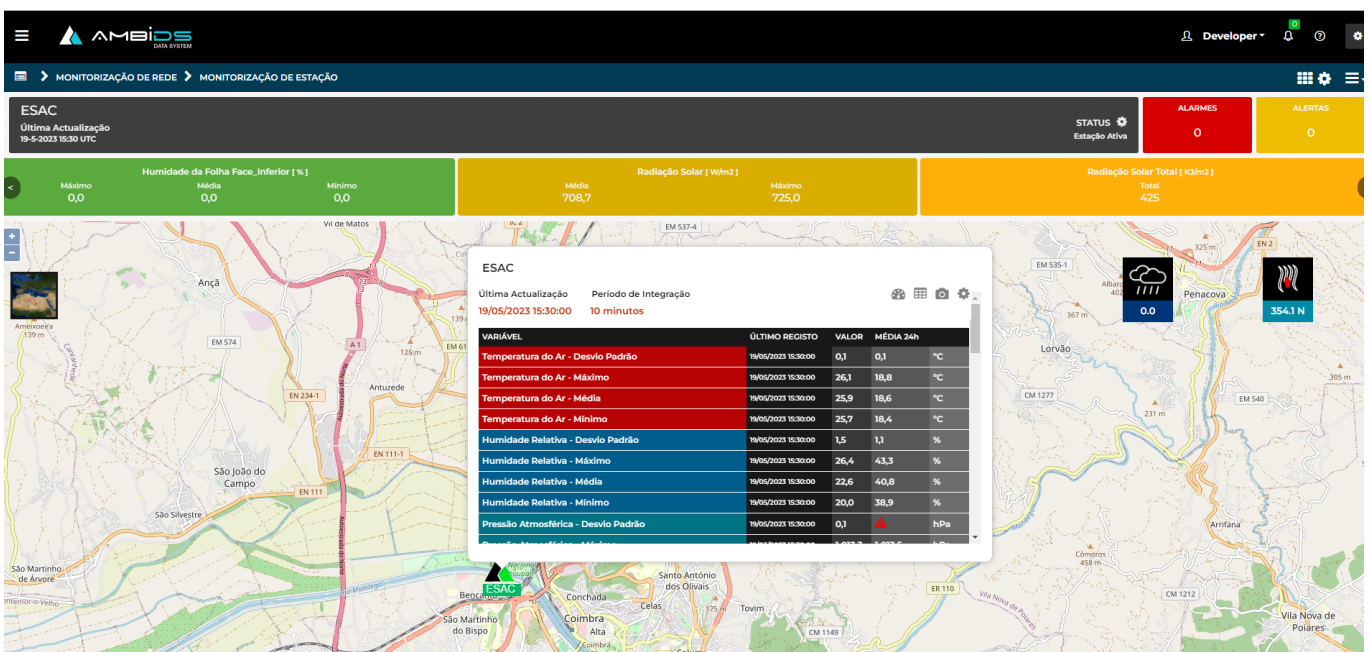 AMBIDS
DATA SYSTEM
Developer
0
MONITORIZAÇÃO DE REDE
MONITORIZAÇÃO DE ESTAÇÃO
ESAC
Última Actualização
19-5-2023 15:30 UTC
STATUS
Estação Ativa
ALARMES
0
ALERTAS
0
Humidade da Folha Face_Inferior [ % ]
Máximo Média Mínimo
0,0 0,0 0,0
Radiação Solar [ W/m2 ]
Média Máximo
708,7 725,0
Radiação Solar Total [ KJ/m2 ]
Total
425
ESAC
Última Actualização Período de Integração
19/05/2023 15:30:00 10 minutos
VARIÁVEL ÚLTIMO REGISTO VALOR MÉDIA 24h
Temperatura do Ar - Desvio Padrão 19/05/2023 15:30:00 0,1 0,1 ºC
Temperatura do Ar - Máximo 19/05/2023 15:30:00 26,1 18,8 ºC
Temperatura do Ar - Média 19/05/2023 15:30:00 25,9 18,6 ºC
Temperatura do Ar - Mínimo 19/05/2023 15:30:00 25,7 18,4 ºC
Humidade Relativa - Desvio Padrão 19/05/2023 15:30:00 1,5 1,1 %
Humidade Relativa - Máximo 19/05/2023 15:30:00 26,4 43,3 %
Humidade Relativa - Média 19/05/2023 15:30:00 22,6 40,8 %
Humidade Relativa - Mínimo 19/05/2023 15:30:00 20,0 38,9 %
Pressão Atmosférica - Desvio Padrão 19/05/2023 15:30:00 0,1 hPa
0.0
354.1 N
Vil de Matos
IC 2
EM 537-4
Ançã
13
Ameixoeira
139 m
EM 574
A 1
125 m
EM 61
Antuzede
EN 234-1
EN 111-1
São João do
Campo
EN 111
São Silvestre
São Martinho
de Árvore
Mondego
ESAC
Conchada
Santo António
dos Olivais
Celas
175 m
Tovim
São Martinho
do Bispo
Coimbra
Alta
Coimbra
CM 1149
EM 535-1
325 m
EN 2
Penacova
367 m
Lorvão
305 m
CM 1277
231 m
EM 540
Arrifana
Cômoros
458 m
ER 110
CM 1212
Vila Nova de
Poiares